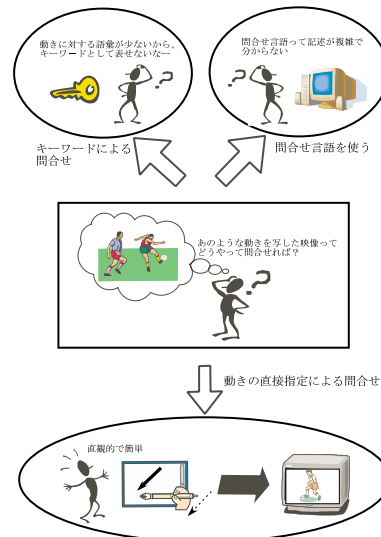 動きに対する語彙が少ないから、
キーワードとして表せないなー
問合せ言語って記述が複雑で
分からない
キーワードによる
問合せ
問合せ言語を使う
あのような動きを写した映像って
どうやって問合せれば？
動きの直接指定による問合せ
直観的で簡単